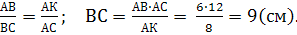 AB/BC = AK/AC; BC = AB·AC/AK = 6·12/8 = 9(см).